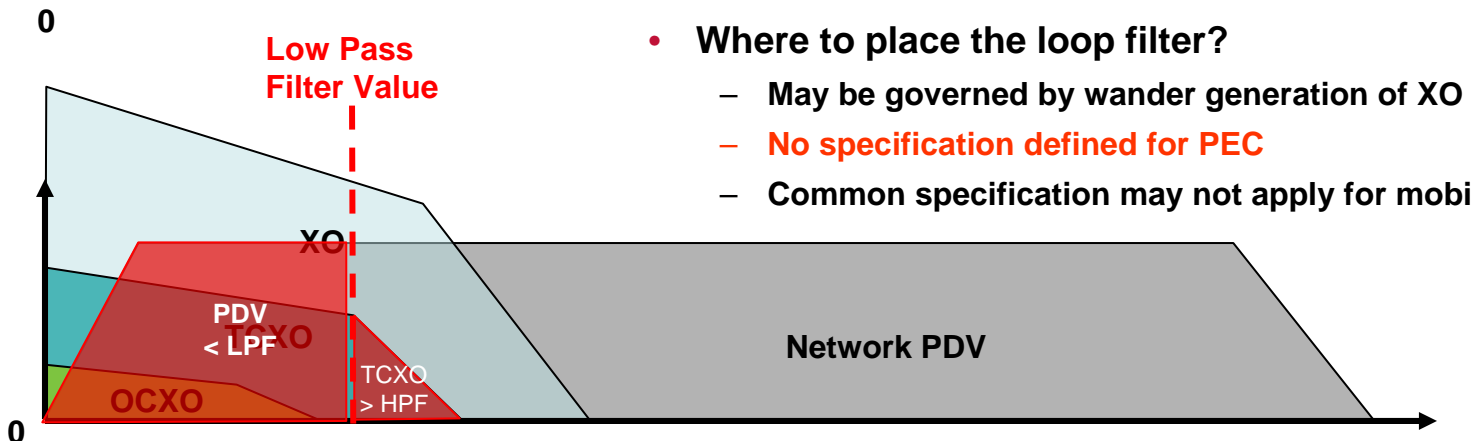 0
Low Pass
Filter Value
• Where to place the loop filter?
– May be governed by wander generation of XO
– No specification defined for PEC
– Common specification may not apply for mobi
XO
PDV
< LPF
TCXO
Network PDV
TCXO
> HPF
OCXO
0